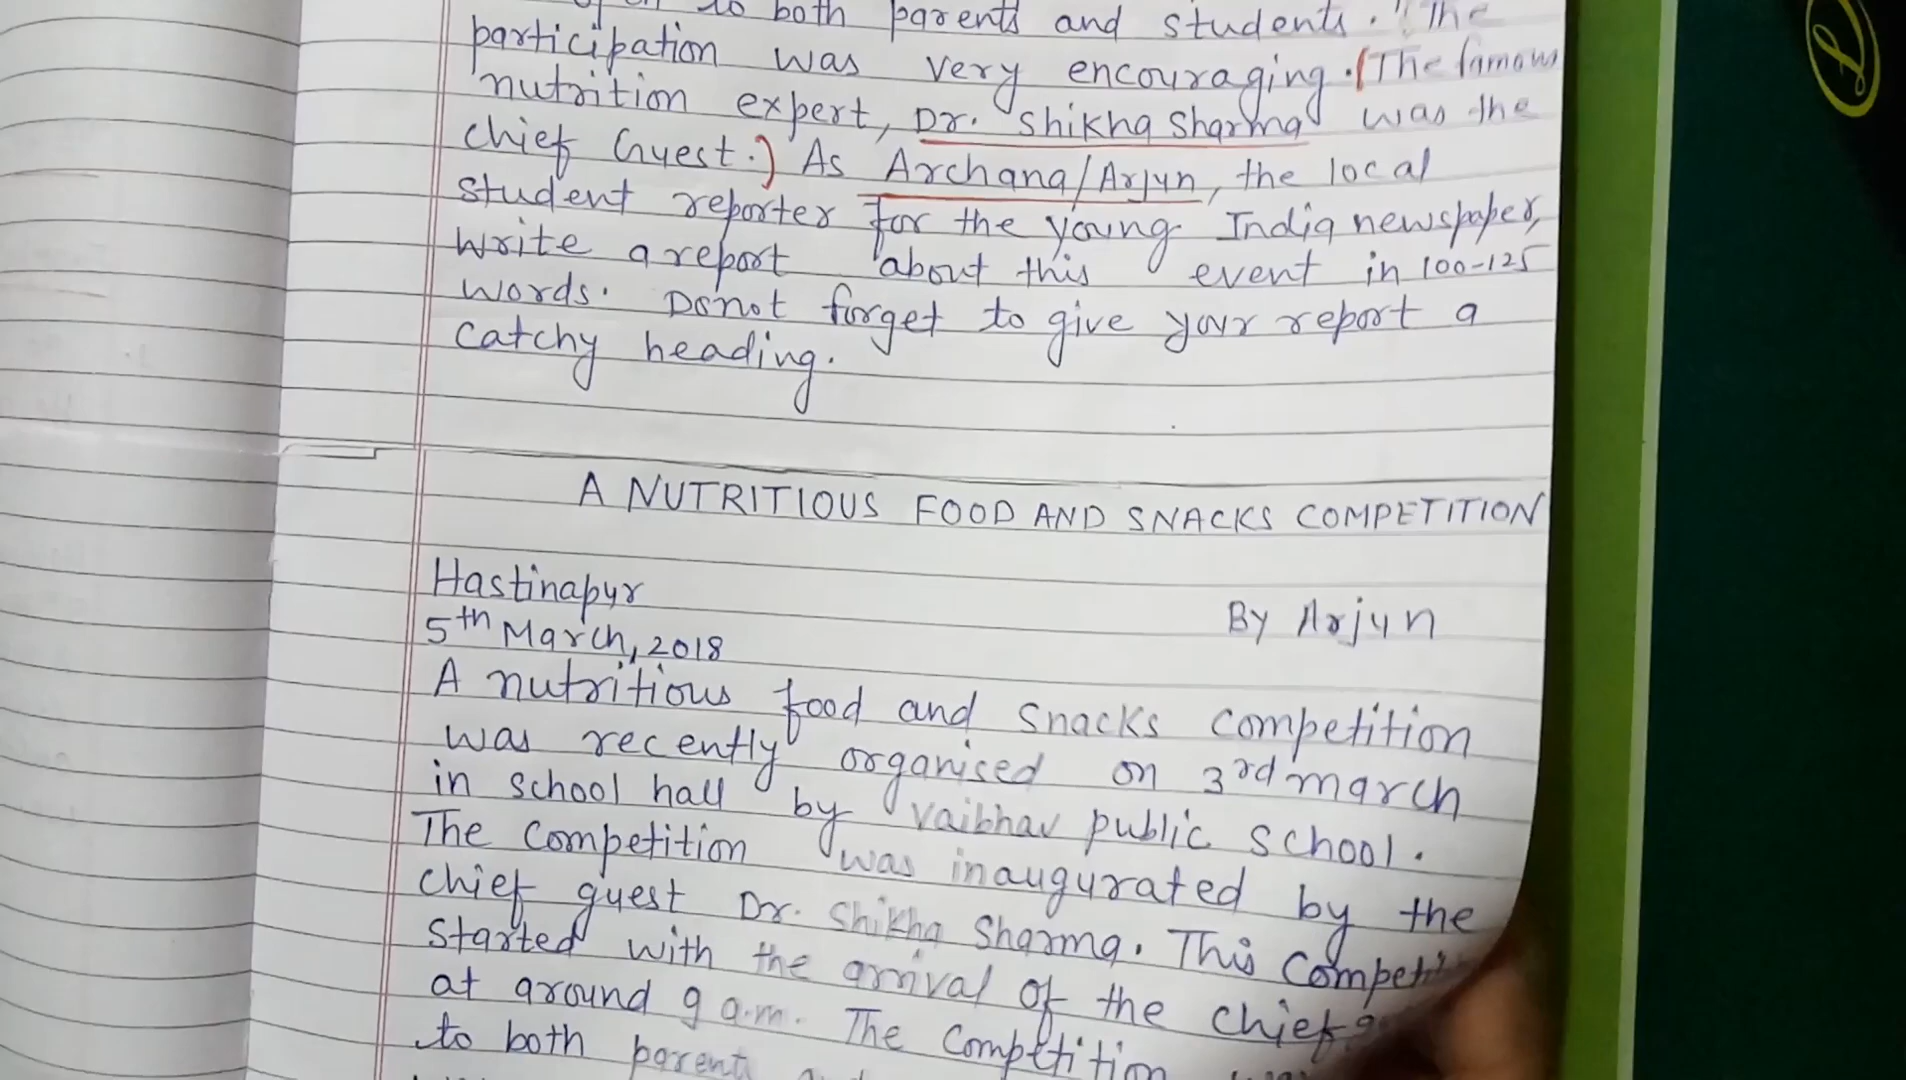 to both parents and students. The
participation was very encouraging. (The famous
nutrition expert, Dr. Shikha Sharma was the
chief Guest.) As Archana/Arjun, the local
student reporter for the young India newspaper,
write a report about this event in 100-125
words. Donot forget to give your report a
catchy heading.
A NUTRITIOUS FOOD AND SNACKS COMPETITION
Hastinapur
By Arjun
5th March, 2018
A nutritious food and snacks competition
was recently organised on 3rd march
in school hall by vaibhav public school.
The competition was inaugurated by the
chief guest Dr. Shikha Sharma. This competi
started with the arrival of the chief g
at around 9 a.m. The competition
to both parent